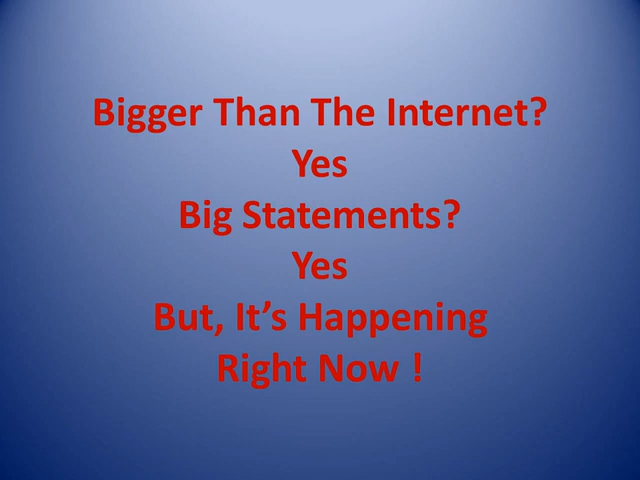 Bigger Than The Internet?
Yes
Big Statements?
Yes
But, It’s Happening
Right Now !